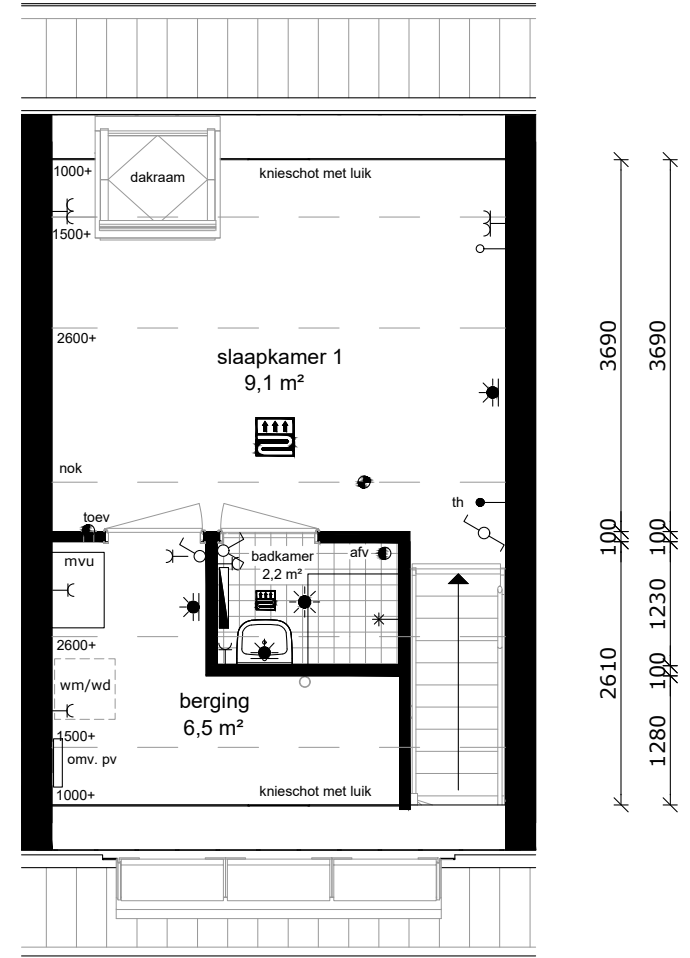 1000+
dakraam
knieschot met luik
1500+
2600+
slaapkamer 1
9,1 m²
nok
toev
th
mvu
badkamer
2,2 m²
afv
2600+
wm/wd
berging
6,5 m²
1500+
omv. pv
1000+
knieschot met luik
3690
3690
100
100
1230
2610
100
1280